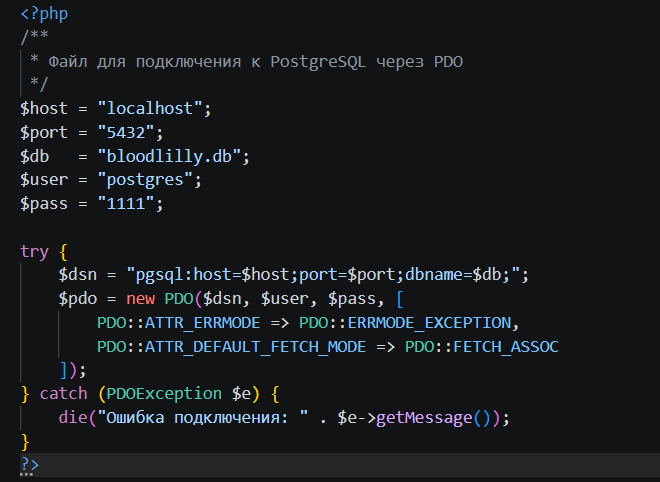 <?php
/**
 * Файл для подключения к PostgreSQL через PDO
 */
$host = "localhost";
$port = "5432";
$db   = "bloodlilly.db";
$user = "postgres";
$pass = "1111";

try {
    $dsn = "pgsql:host=$host;port=$port;dbname=$db;";
    $pdo = new PDO($dsn, $user, $pass, [
        PDO::ATTR_ERRMODE => PDO::ERRMODE_EXCEPTION,
        PDO::ATTR_DEFAULT_FETCH_MODE => PDO::FETCH_ASSOC
    ]);
} catch (PDOException $e) {
    die("Ошибка подключения: " . $e->getMessage());
}
?>